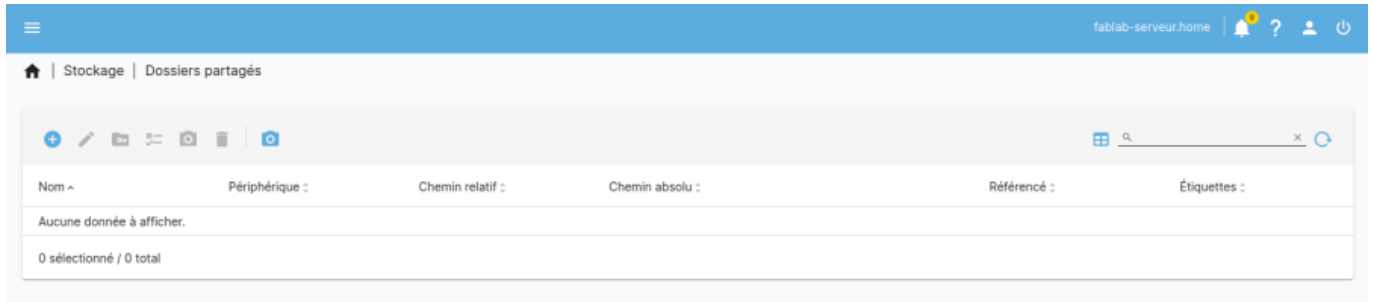 fablab-serveur.home | 9 ?
Stockage | Dossiers partagés
Nom Périphérique Chemin relatif Chemin absolu Référencé Étiquettes
Aucune donnée à afficher.
0 sélectionné / 0 total